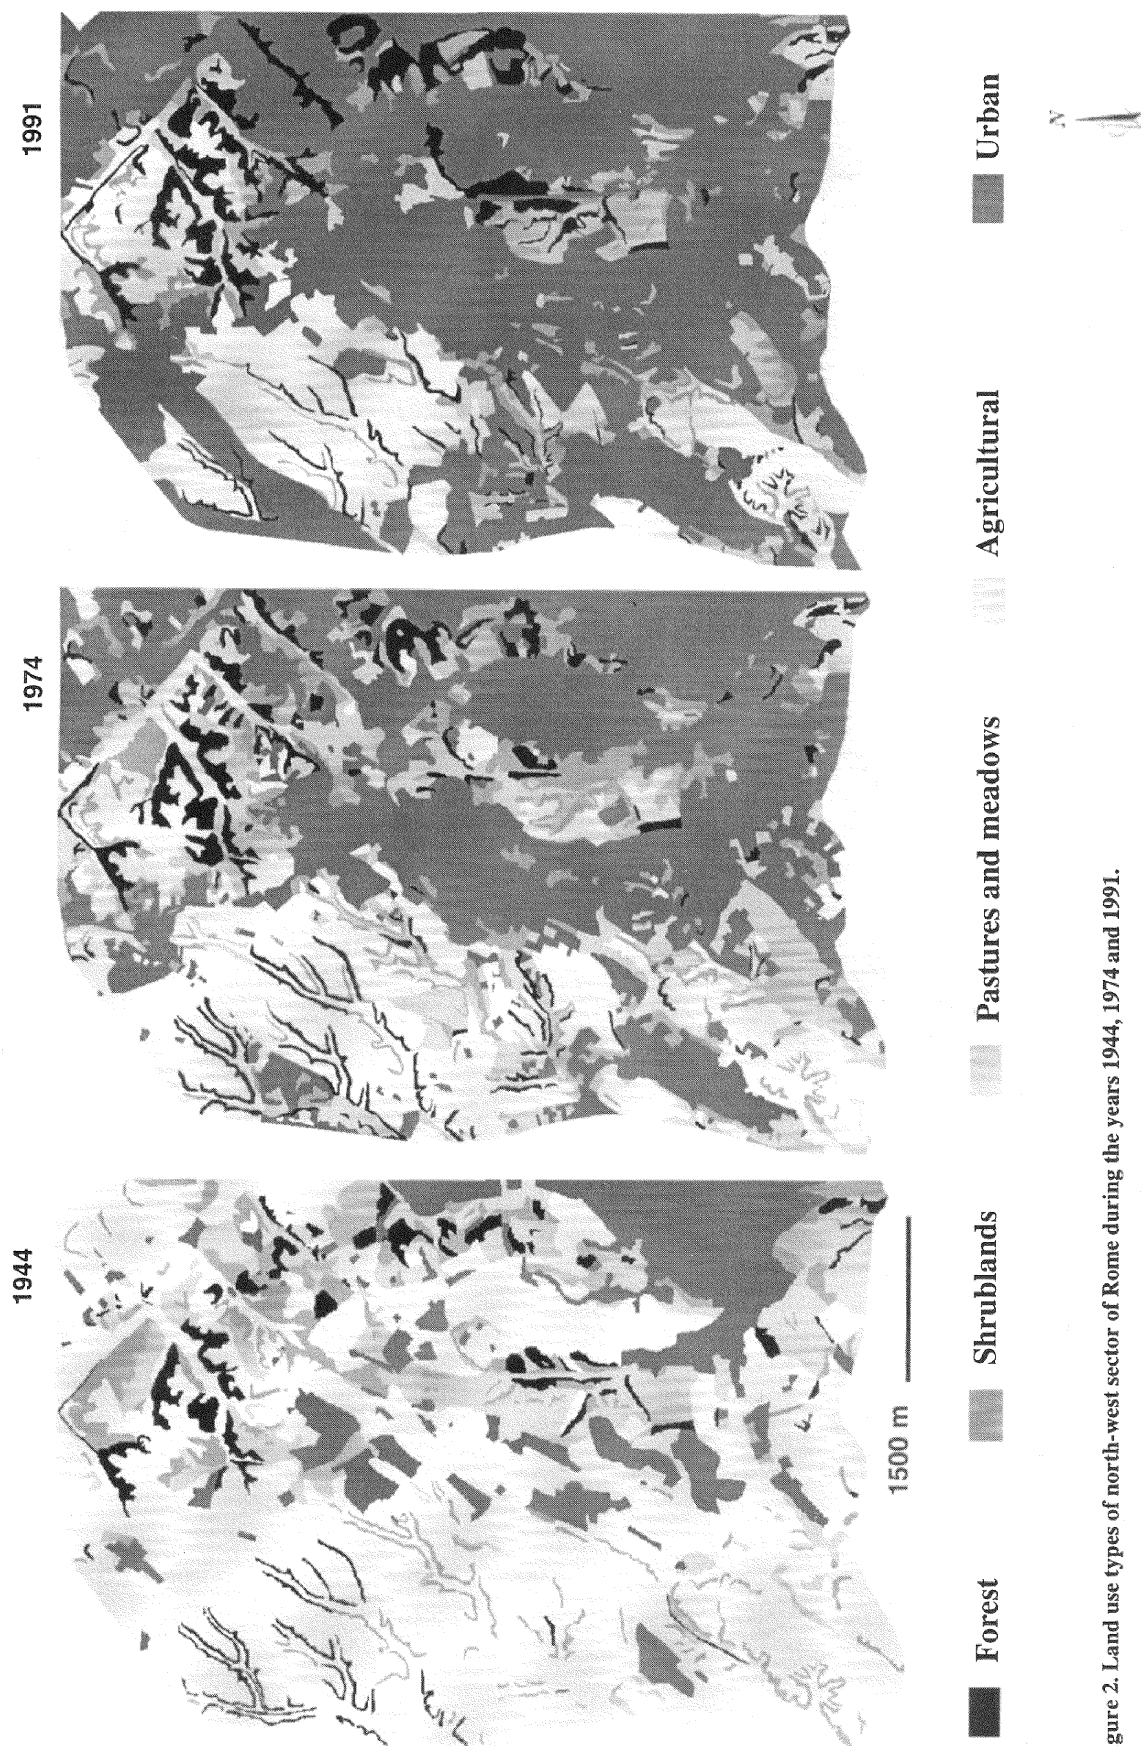 1944
1974
1991
1500 m
Forest
Shrublands
Pastures and meadows
Agricultural
Urban
N
gure 2. Land use types of north-west sector of Rome during the years 1944, 1974 and 1991.